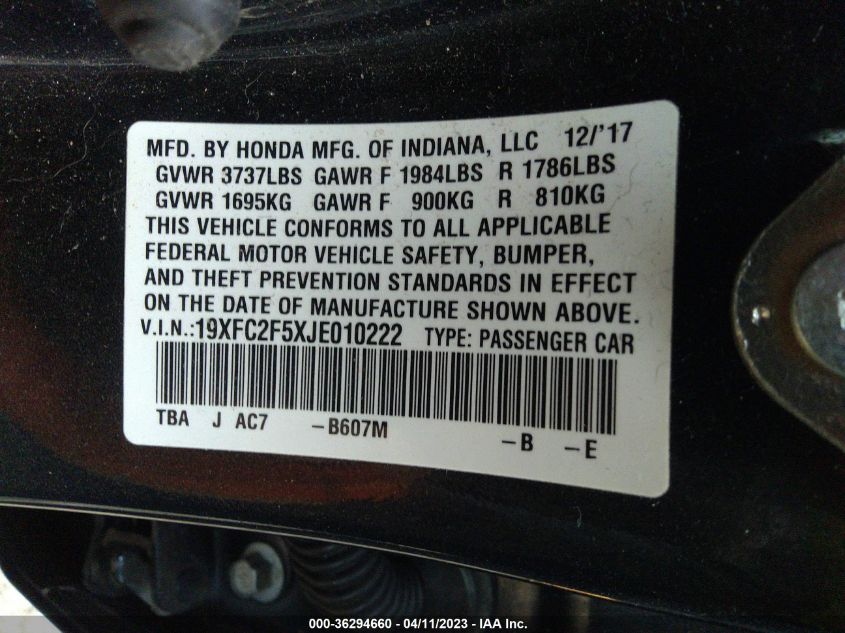 MFD. BY HONDA MFG. OF INDIANA, LLC 12/'17
GVWR 3737LBS GAWR F 1984LBS R 1786LBS
GVWR 1695KG GAWR F 900KG R 810KG
THIS VEHICLE CONFORMS TO ALL APPLICABLE
FEDERAL MOTOR VEHICLE SAFETY, BUMPER,
AND THEFT PREVENTION STANDARDS IN EFFECT
ON THE DATE OF MANUFACTURE SHOWN ABOVE.
V.I.N.:19XFC2F5XJE010222 TYPE: PASSENGER CAR
TBA J AC7 -B607M -B -E
000-36294660 - 04/11/2023 - IAA Inc.